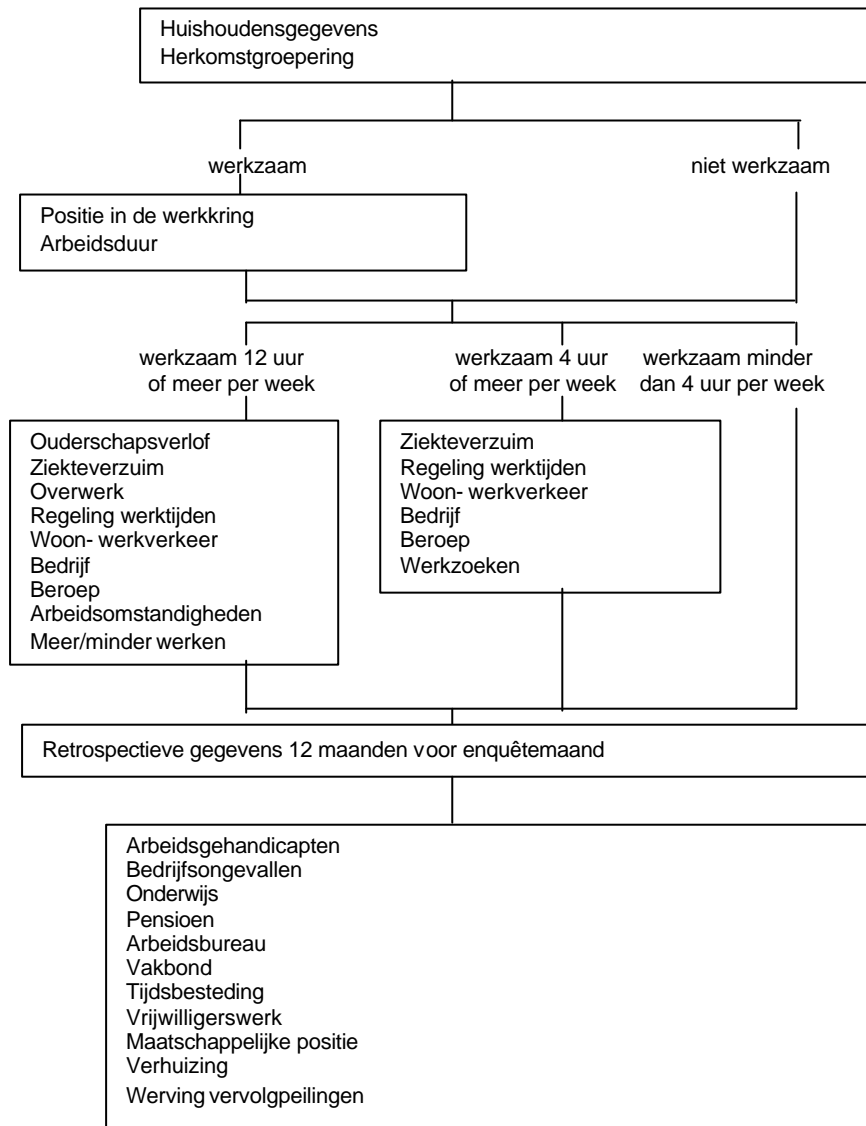 Huishoudensgegevens
Herkomstgroepering
werkzaam
niet werkzaam
Positie in de werkkring
Arbeidsduur
werkzaam 12 uur
of meer per week
werkzaam 4 uur
of meer per week
werkzaam minder
dan 4 uur per week
Ouderschapsverlof
Ziekteverzuim
Overwerk
Regeling werktijden
Woon- werkverkeer
Bedrijf
Beroep
Arbeidsomstandigheden
Meer/minder werken
Ziekteverzuim
Regeling werktijden
Woon- werkverkeer
Bedrijf
Beroep
Werkzoeken
Retrospectieve gegevens 12 maanden voor enquêtemaand
Arbeidsgehandicapten
Bedrijfsongevallen
Onderwijs
Pensioen
Arbeidsbureau
Vakbond
Tijdsbesteding
Vrijwilligerswerk
Maatschappelijke positie
Verhuizing
Werving vervolgpeilingen